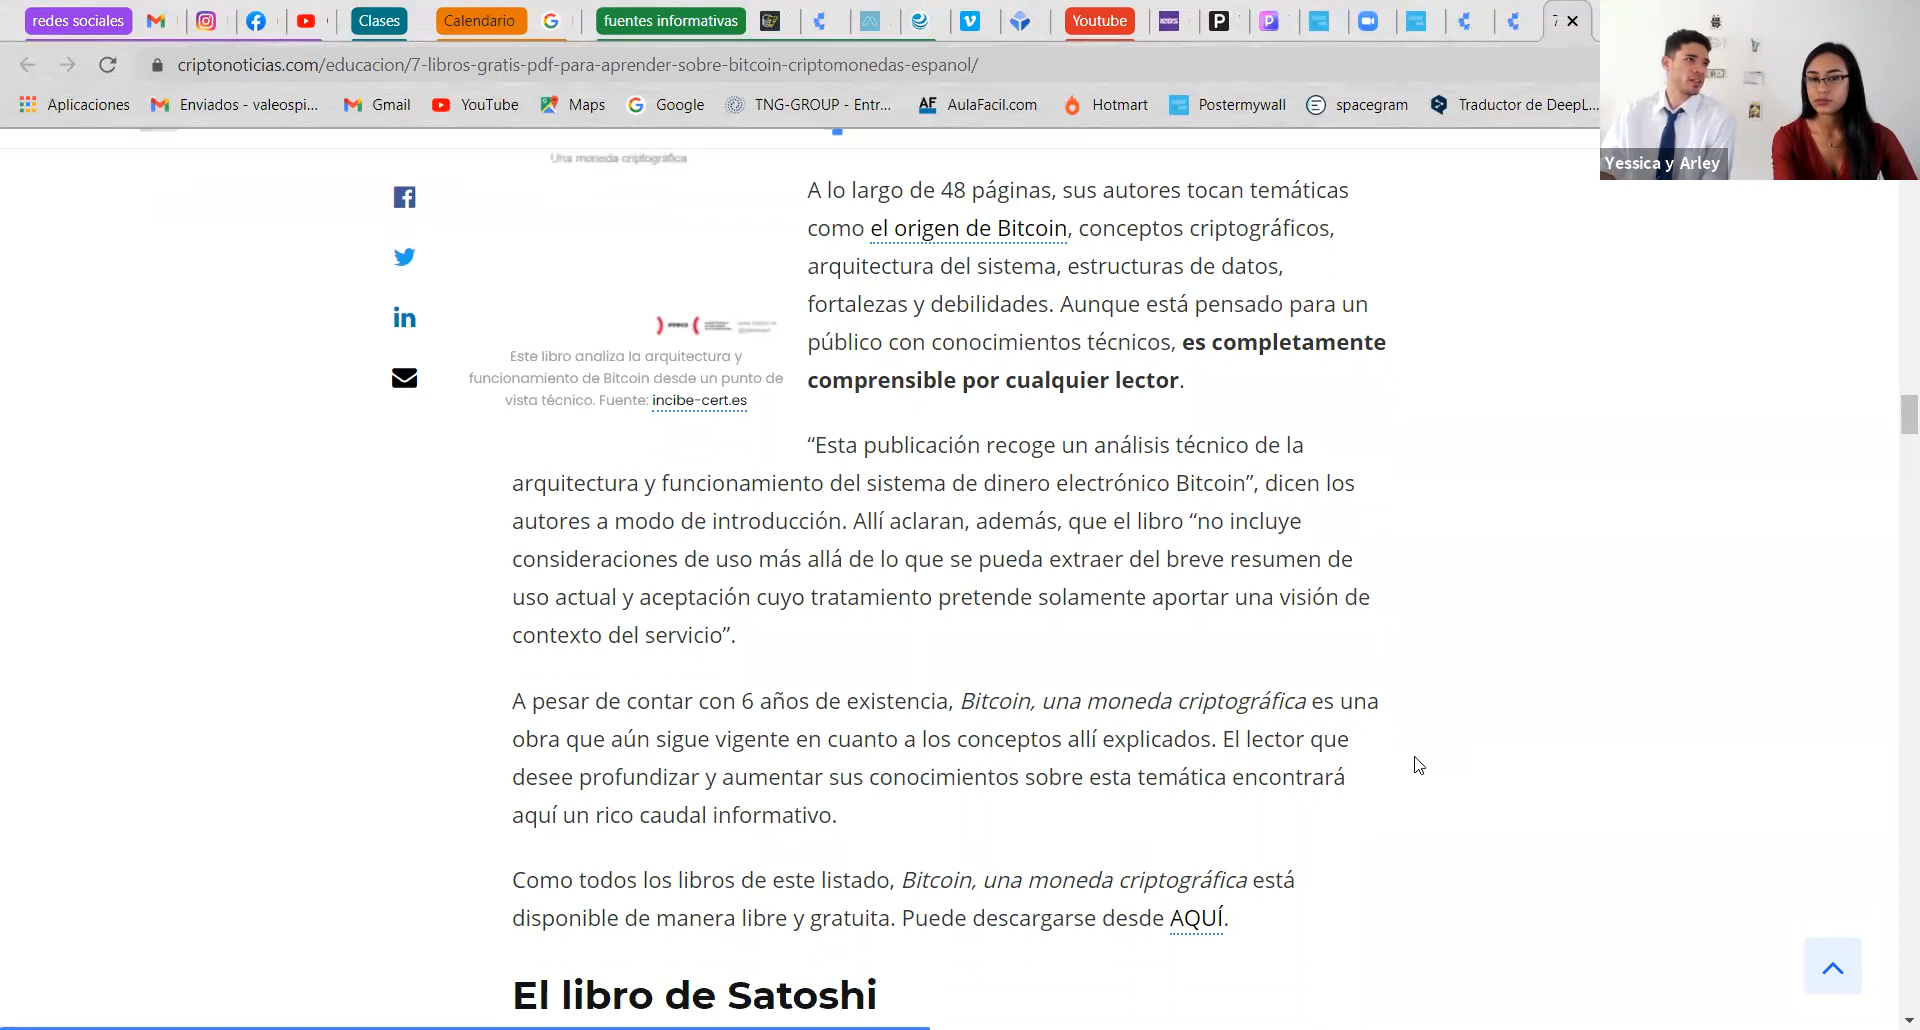 redes sociales
Clases
Calendario
fuentes informativas
Youtube
criptonoticias.com/educacion/7-libros-gratis-pdf-para-aprender-sobre-bitcoin-criptomonedas-espanol/
Aplicaciones
Enviados - valeospi...
Gmail
YouTube
Maps
Google
TNG-GROUP - Entr...
AulaFacil.com
Hotmart
Postermywall
spacegram
Traductor de DeepL...
Yessica y Arley
Una moneda criptográfica
Este libro analiza la arquitectura y
funcionamiento de Bitcoin desde un punto de
vista técnico. Fuente: incibe-cert.es
A lo largo de 48 páginas, sus autores tocan temáticas
como el origen de Bitcoin, conceptos criptográficos,
arquitectura del sistema, estructuras de datos,
fortalezas y debilidades. Aunque está pensado para un
público con conocimientos técnicos, es completamente
comprensible por cualquier lector.
“Esta publicación recoge un análisis técnico de la
arquitectura y funcionamiento del sistema de dinero electrónico Bitcoin”, dicen los
autores a modo de introducción. Allí aclaran, además, que el libro “no incluye
consideraciones de uso más allá de lo que se pueda extraer del breve resumen de
uso actual y aceptación cuyo tratamiento pretende solamente aportar una visión de
contexto del servicio”.
A pesar de contar con 6 años de existencia, Bitcoin, una moneda criptográfica es una
obra que aún sigue vigente en cuanto a los conceptos allí explicados. El lector que
desee profundizar y aumentar sus conocimientos sobre esta temática encontrará
aquí un rico caudal informativo.
Como todos los libros de este listado, Bitcoin, una moneda criptográfica está
disponible de manera libre y gratuita. Puede descargarse desde AQUÍ.
El libro de Satoshi